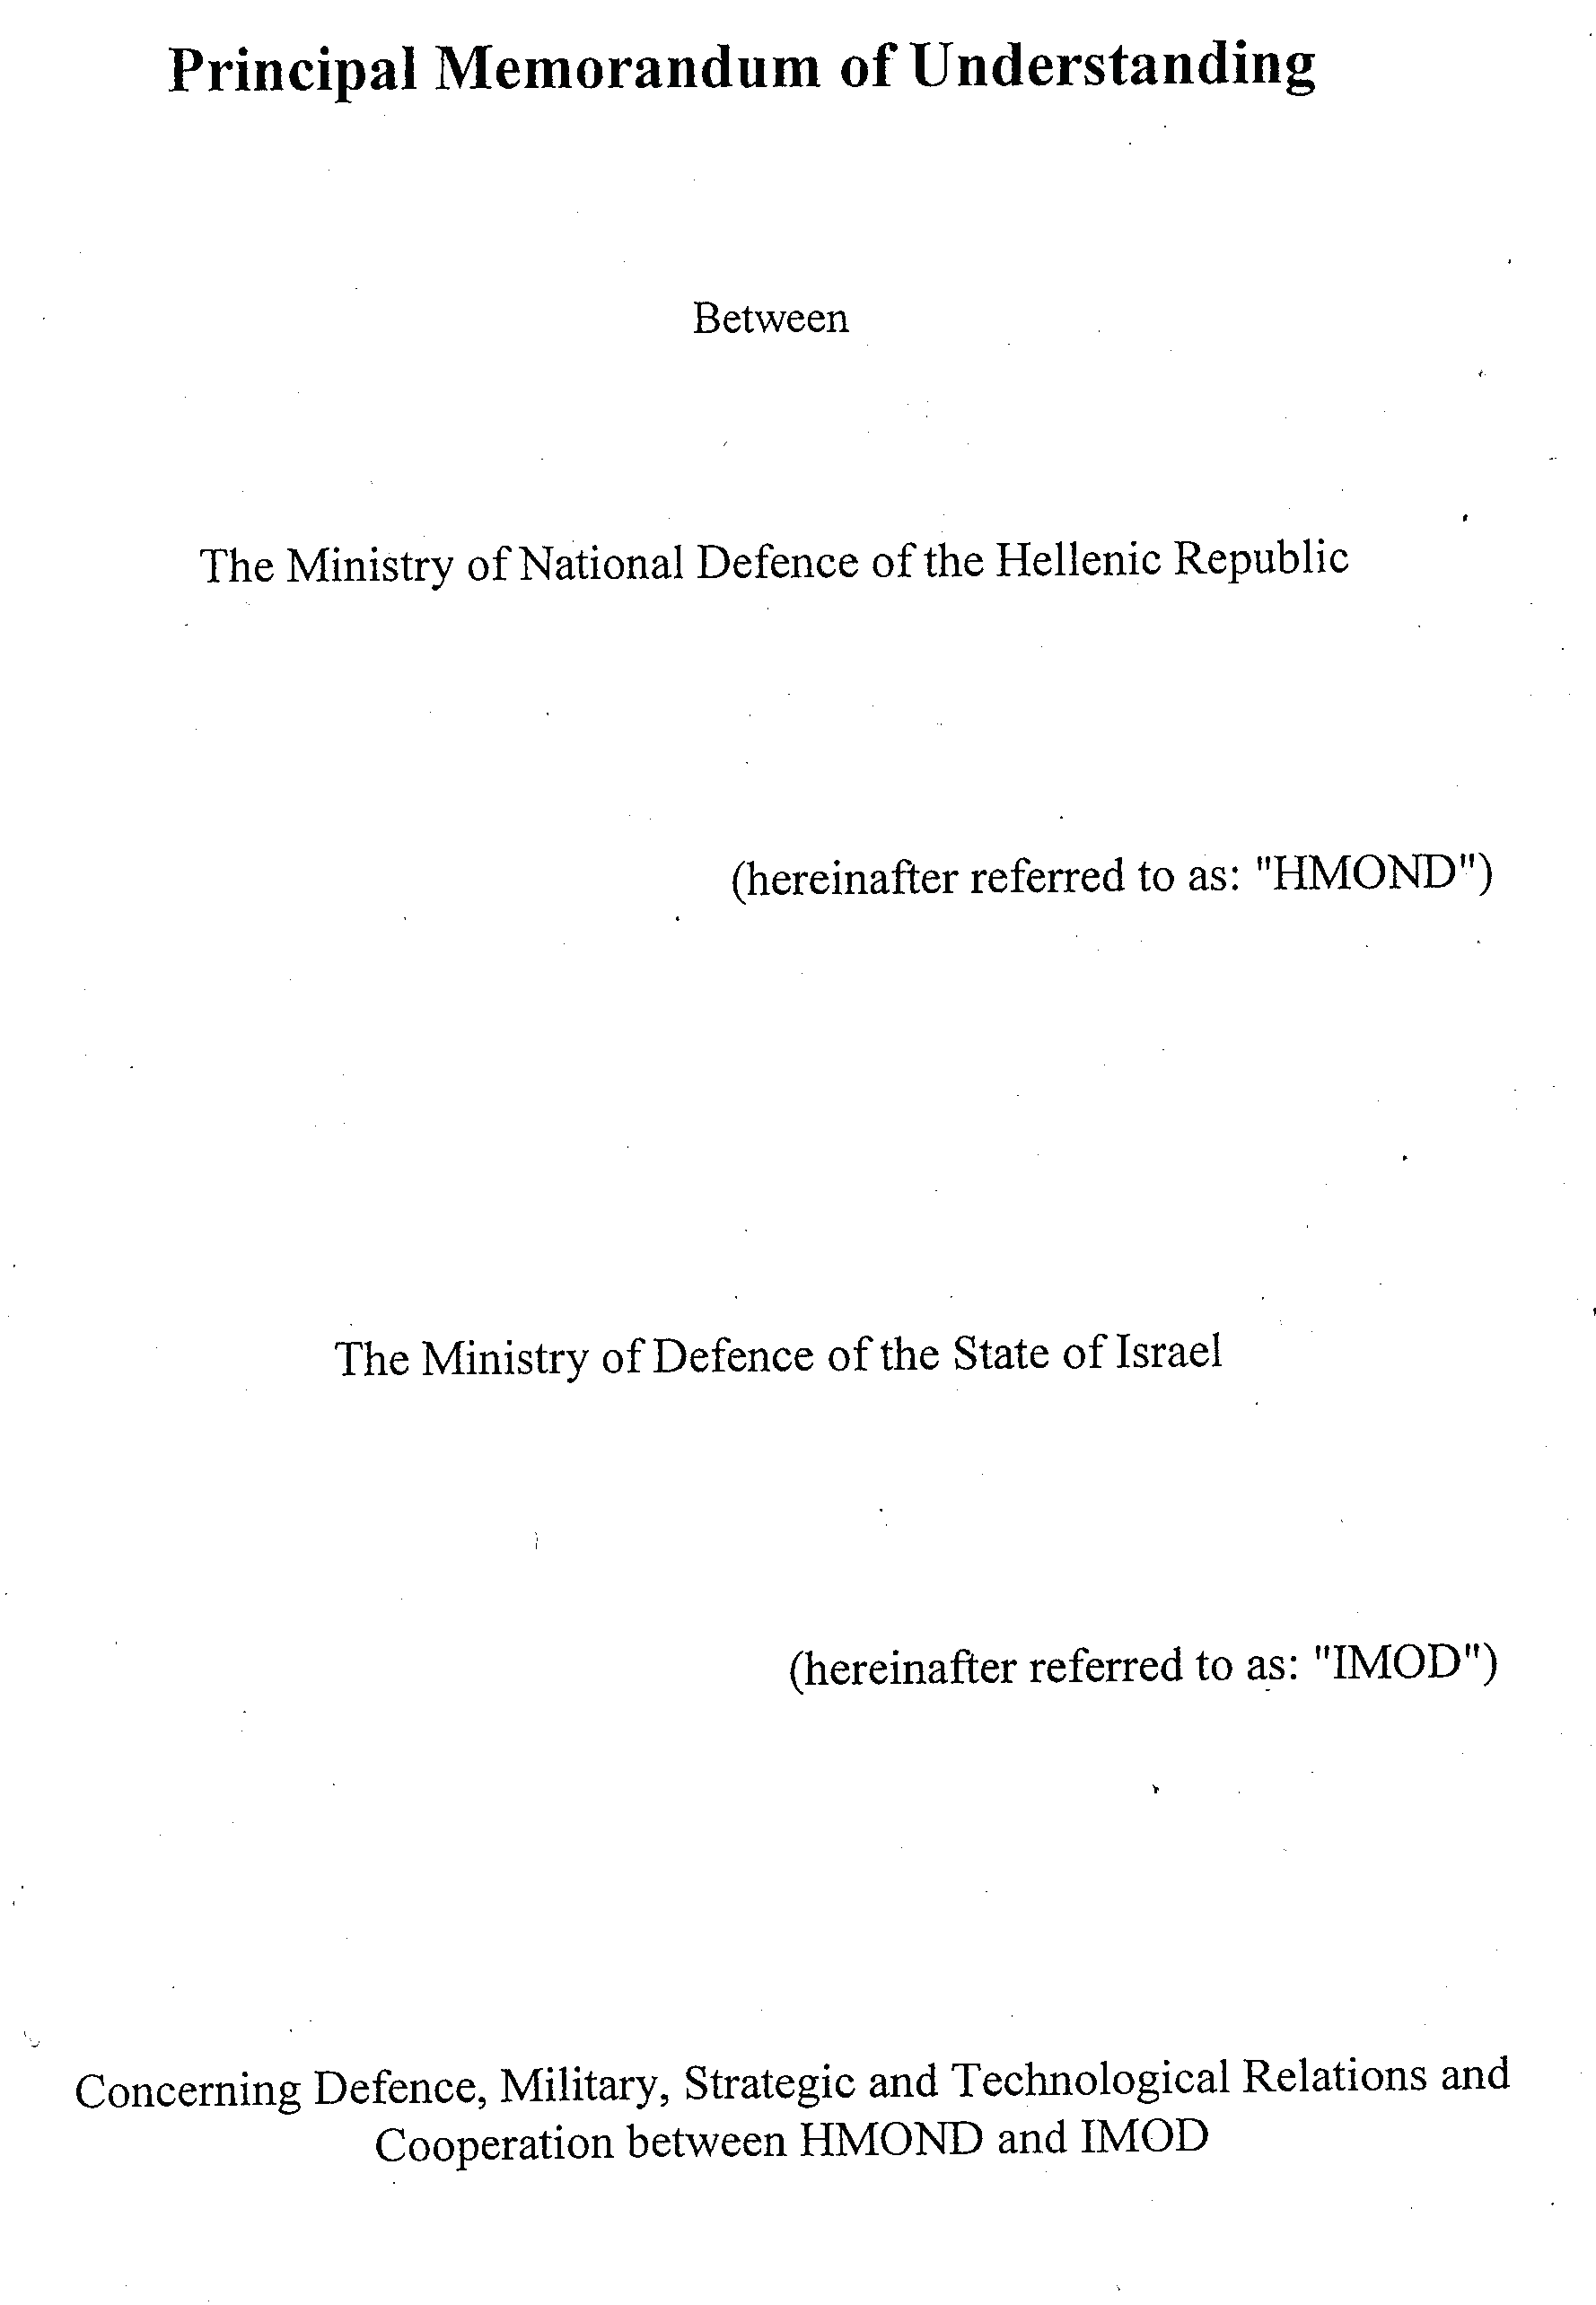 Principal Memorandum of Understanding
Between
The Ministry of National Defence of the Hellenic Republic
(hereinafter referred to as: "HMOND")
The Ministry of Defence of the State of Israel
(hereinafter referred to as: "IMOD")
Concerning Defence, Military, Strategic and Technological Relations and
Cooperation between HMOND and IMOD